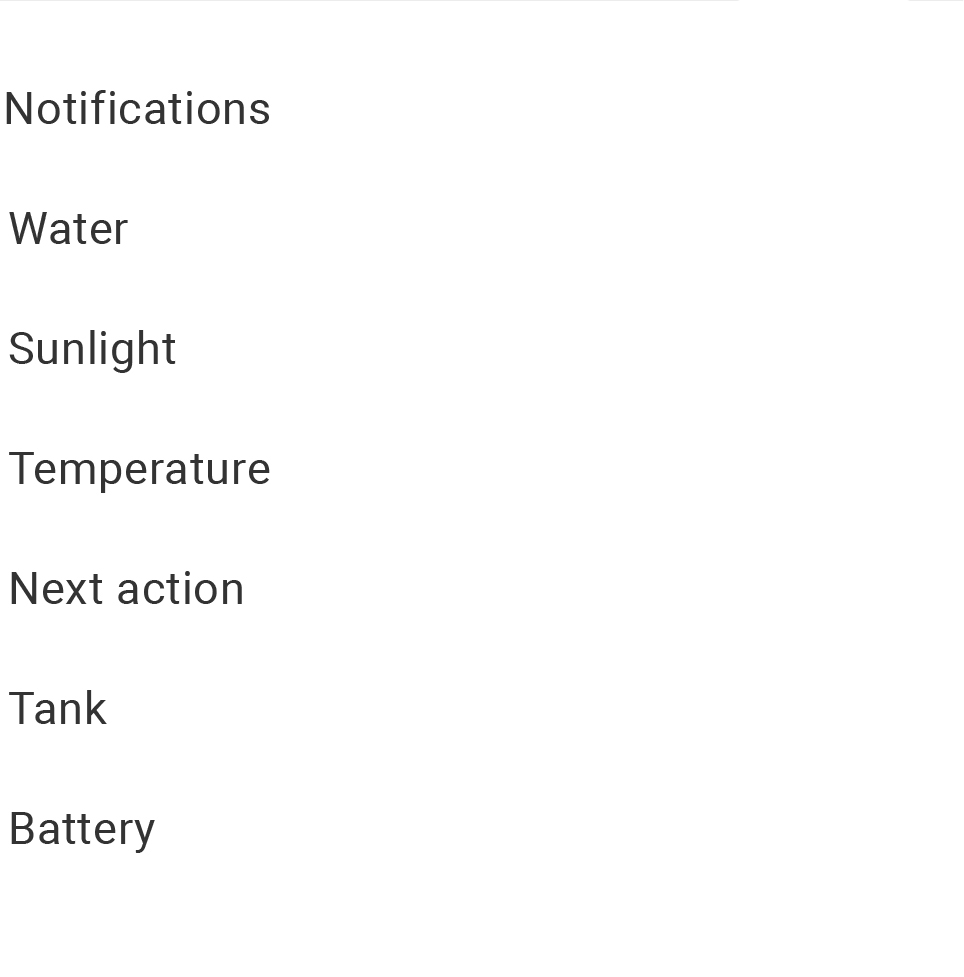 Notifications
Water
Sunlight
Temperature
Next action
Tank
Battery